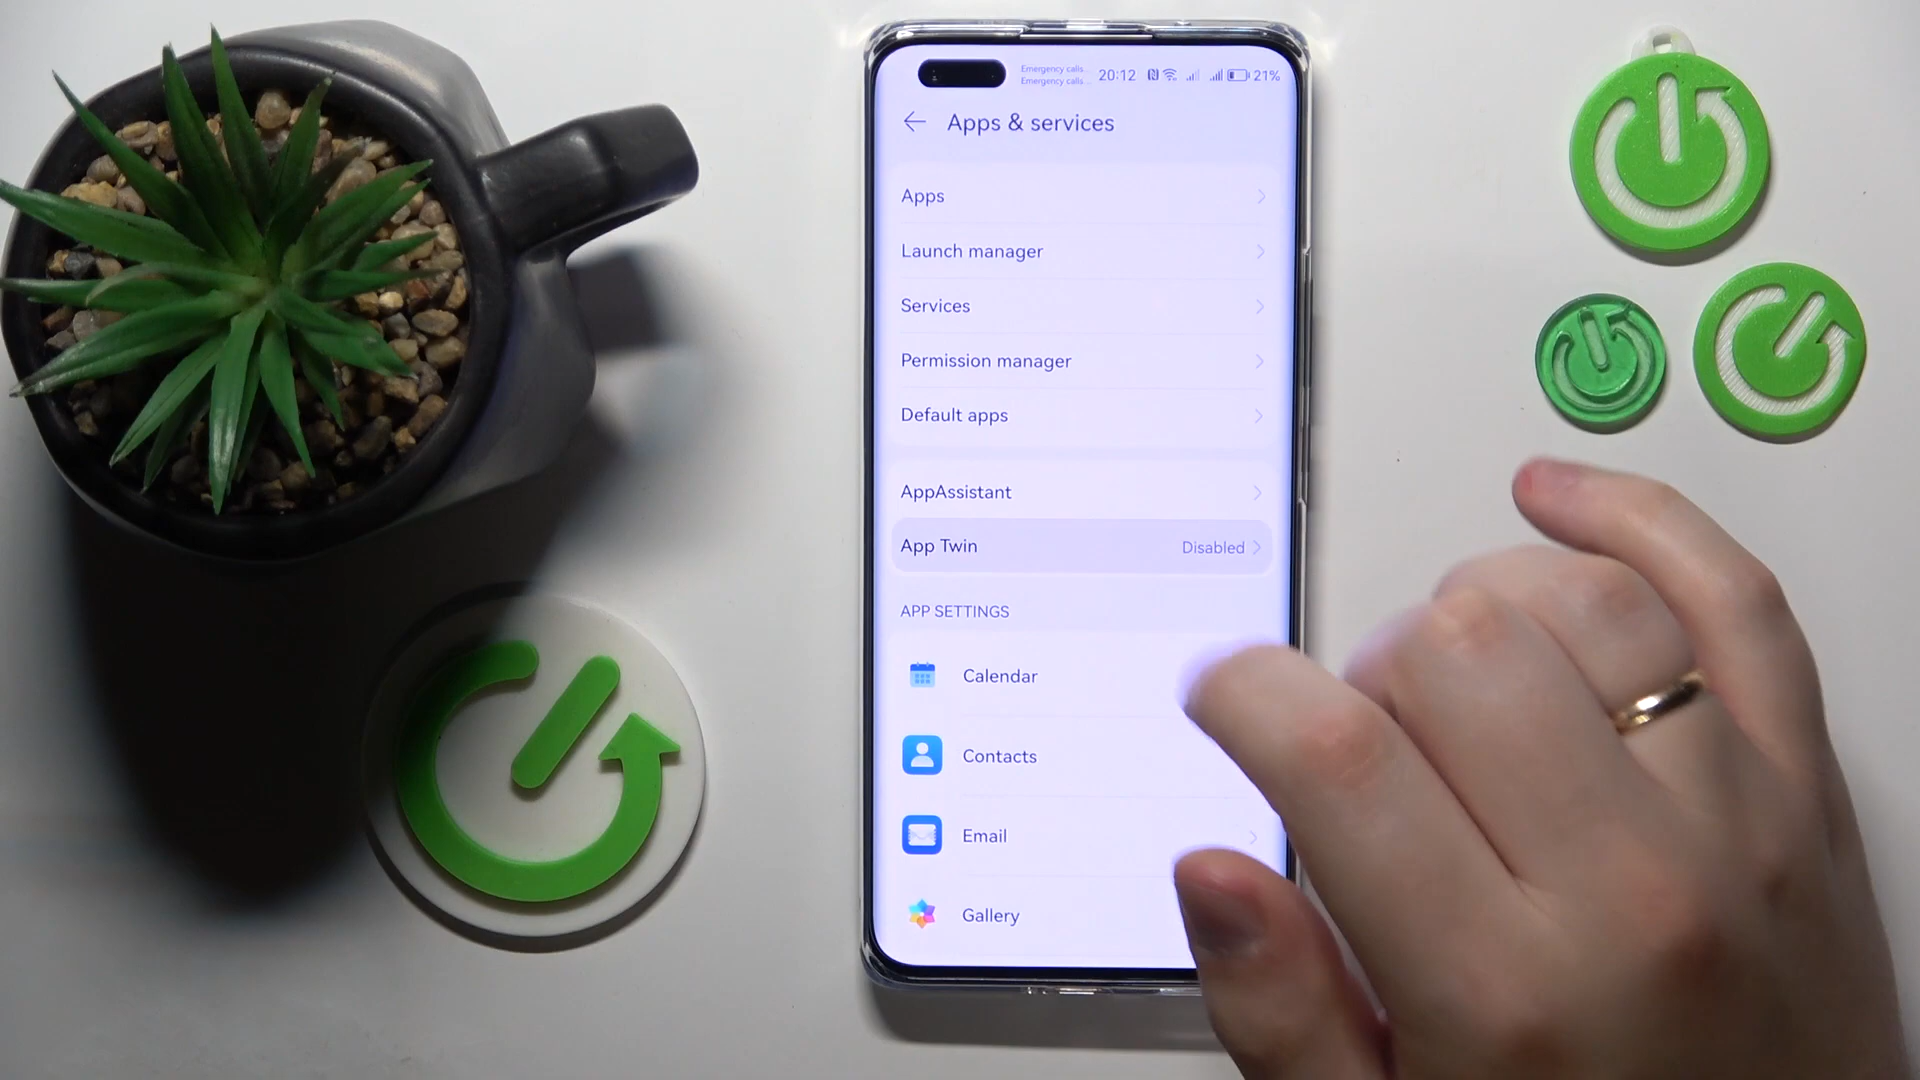 Emergency calls...
Emergency calls...
20:12
21%
Apps & services
Apps
Launch manager
Services
Permission manager
Default apps
AppAssistant
App Twin
Disabled
APP SETTINGS
Calendar
Contacts
Email
Gallery